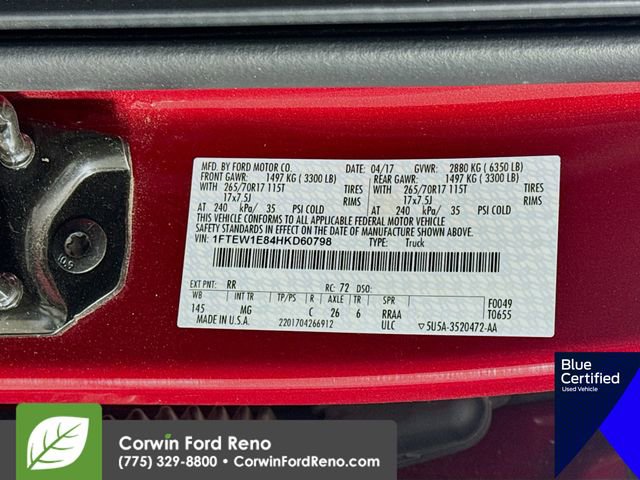 MFD. BY FORD MOTOR CO. DATE: 04/17 GVWR: 2880 KG ( 6350 LB)
FRONT GAWR: REAR GAWR:
1497 KG ( 3300 LB) 1497 KG ( 3300 LB)
WITH 265/70R17 115T TIRES WITH 265/70R17 115T TIRES
17x7.5J RIMS 17x7.5J RIMS
AT 240 kPa/ 35 PSI COLD AT 240 kPa/ 35 PSI COLD
THIS VEHICLE CONFORMS TO ALL APPLICABLE FEDERAL MOTOR VEHICLE
SAFETY STANDARDS IN EFFECT ON THE DATE OF MANUFACTURE SHOWN ABOVE.
VIN: 1FTEW1E84HKD60798 TYPE: Truck
EXT PNT: RR RC: 72 DSO:
WB INT TR TP/PS R AXLE TR SPR F0049
145 MG C 26 6 RRAA T0655
MADE IN U.S.A. 2201704266912 ULC 5U5A-3520472-AA
Blue
Certified
Used Vehicle
Corwin Ford Reno
(775) 329-8800 • CorwinFordReno.com